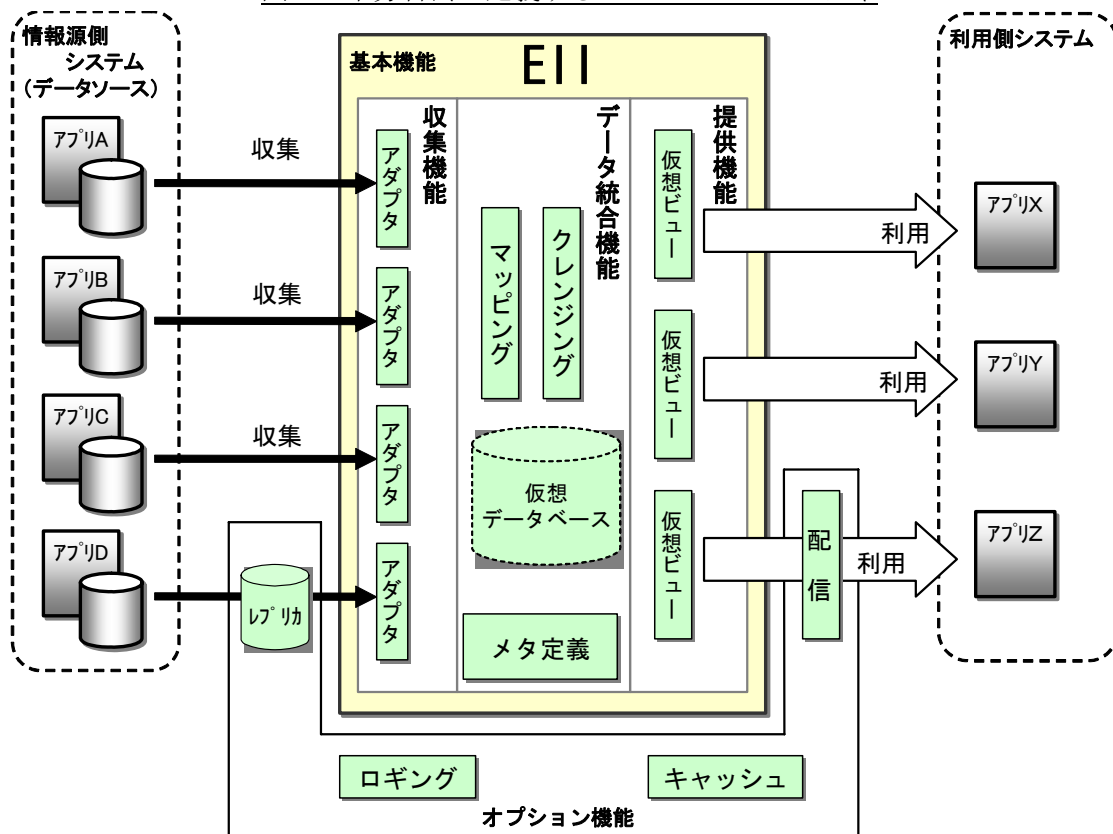 情報源側
システム
(データソース)
アプリA
アプリB
アプリC
アプリD
収集
収集
収集
レプリカ
基本機能
EII
収集機能
アダプタ
アダプタ
アダプタ
アダプタ
データ統合機能
マッピング
クレンジング
仮想
データベース
メタ定義
提供機能
仮想ビュー
仮想ビュー
仮想ビュー
利用
利用
配信
利用
利用側システム
アプリX
アプリY
アプリZ
ロギング
キャッシュ
オプション機能